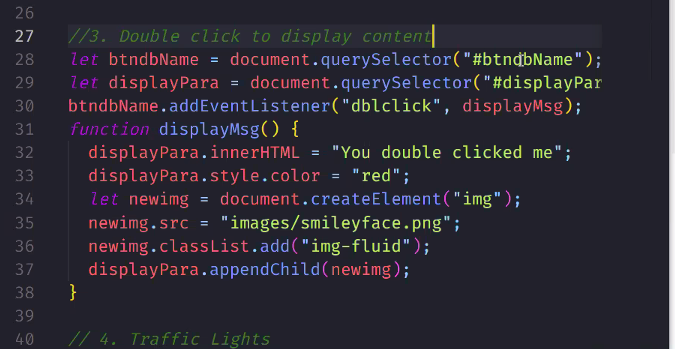 26
27 //3. Double click to display content
28 let btndbName = document.querySelector("#btndbName");
29 let displayPara = document.querySelector("#displayPar
30 btndbName.addEventListener("dblclick", displayMsg);
31 function displayMsg() {
32 displayPara.innerHTML = "You double clicked me";
33 displayPara.style.color = "red";
34 let newimg = document.createElement("img");
35 newimg.src = "images/smileyface.png";
36 newimg.classList.add("img-fluid");
37 displayPara.appendChild(newimg);
38 }
39
40 // 4. Traffic Lights